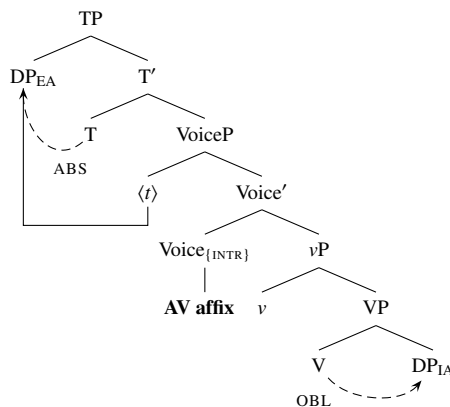 TP
DP_EA T′
T VoiceP
ABS
⟨t⟩ Voice′
Voice_{INTR} vP
AV affix v VP
V DP_IA
OBL